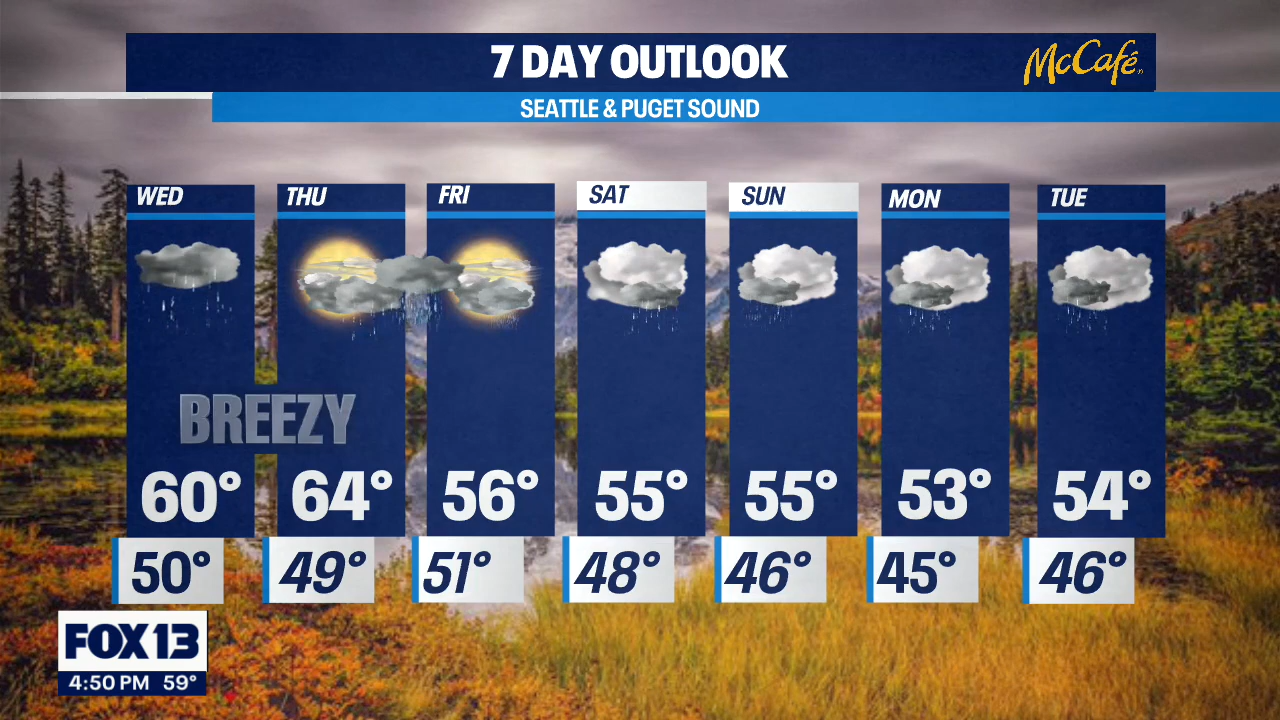 7 DAY OUTLOOK
McCafé
SEATTLE & PUGET SOUND
WED THU FRI SAT SUN MON TUE
BREEZY
60° 64° 56° 55° 55° 53° 54°
50° 49° 51° 48° 46° 45° 46°
FOX 13
4:50 PM 59°